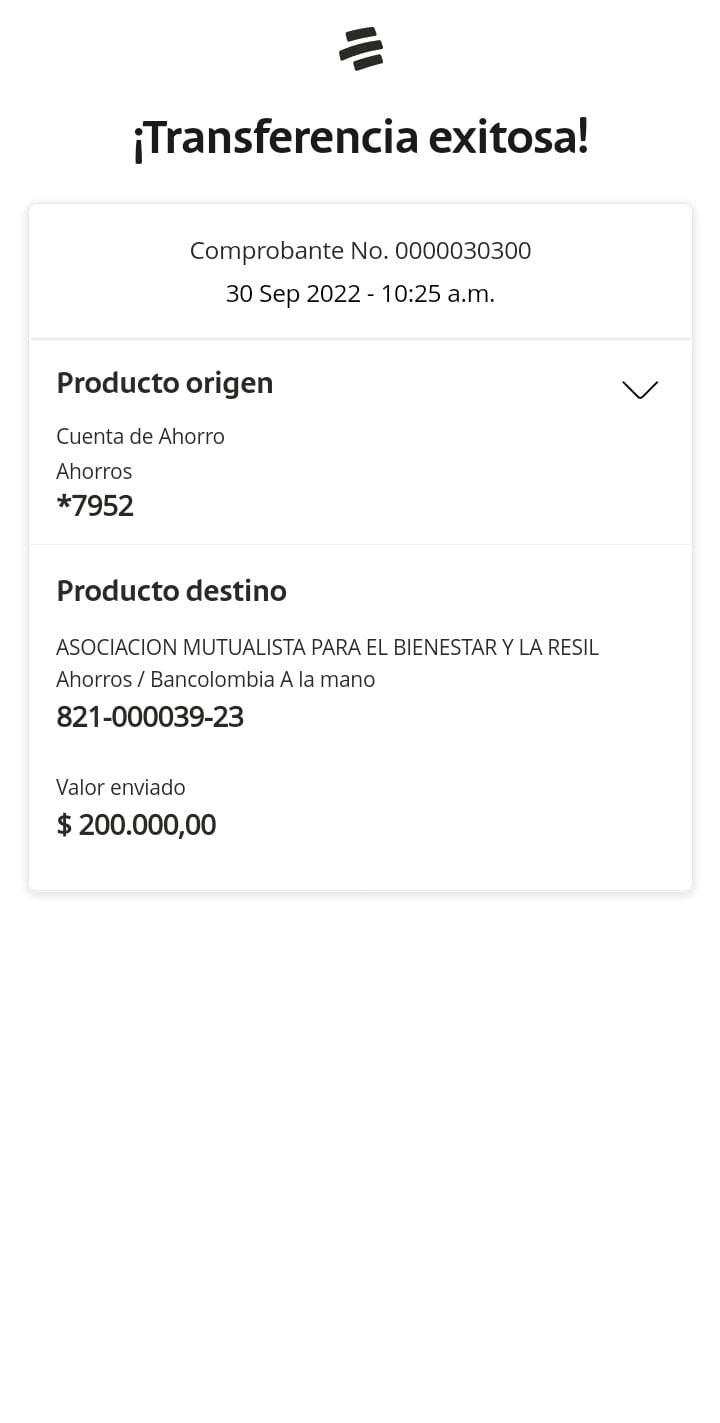 ¡Transferencia exitosa!
Comprobante No. 0000030300
30 Sep 2022 - 10:25 a.m.
Producto origen
Cuenta de Ahorro
Ahorros
*7952
Producto destino
ASOCIACION MUTUALISTA PARA EL BIENESTAR Y LA RESIL
Ahorros / Bancolombia A la mano
821-000039-23
Valor enviado
$ 200.000,00